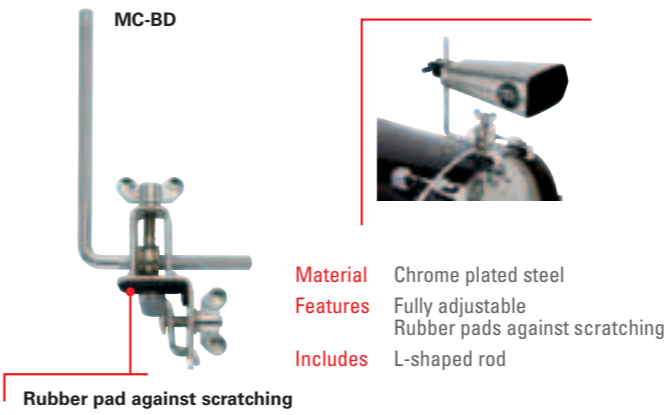 MC-BD
Material Chrome plated steel
Features Fully adjustable
Rubber pads against scratching
Includes L-shaped rod
Rubber pad against scratching